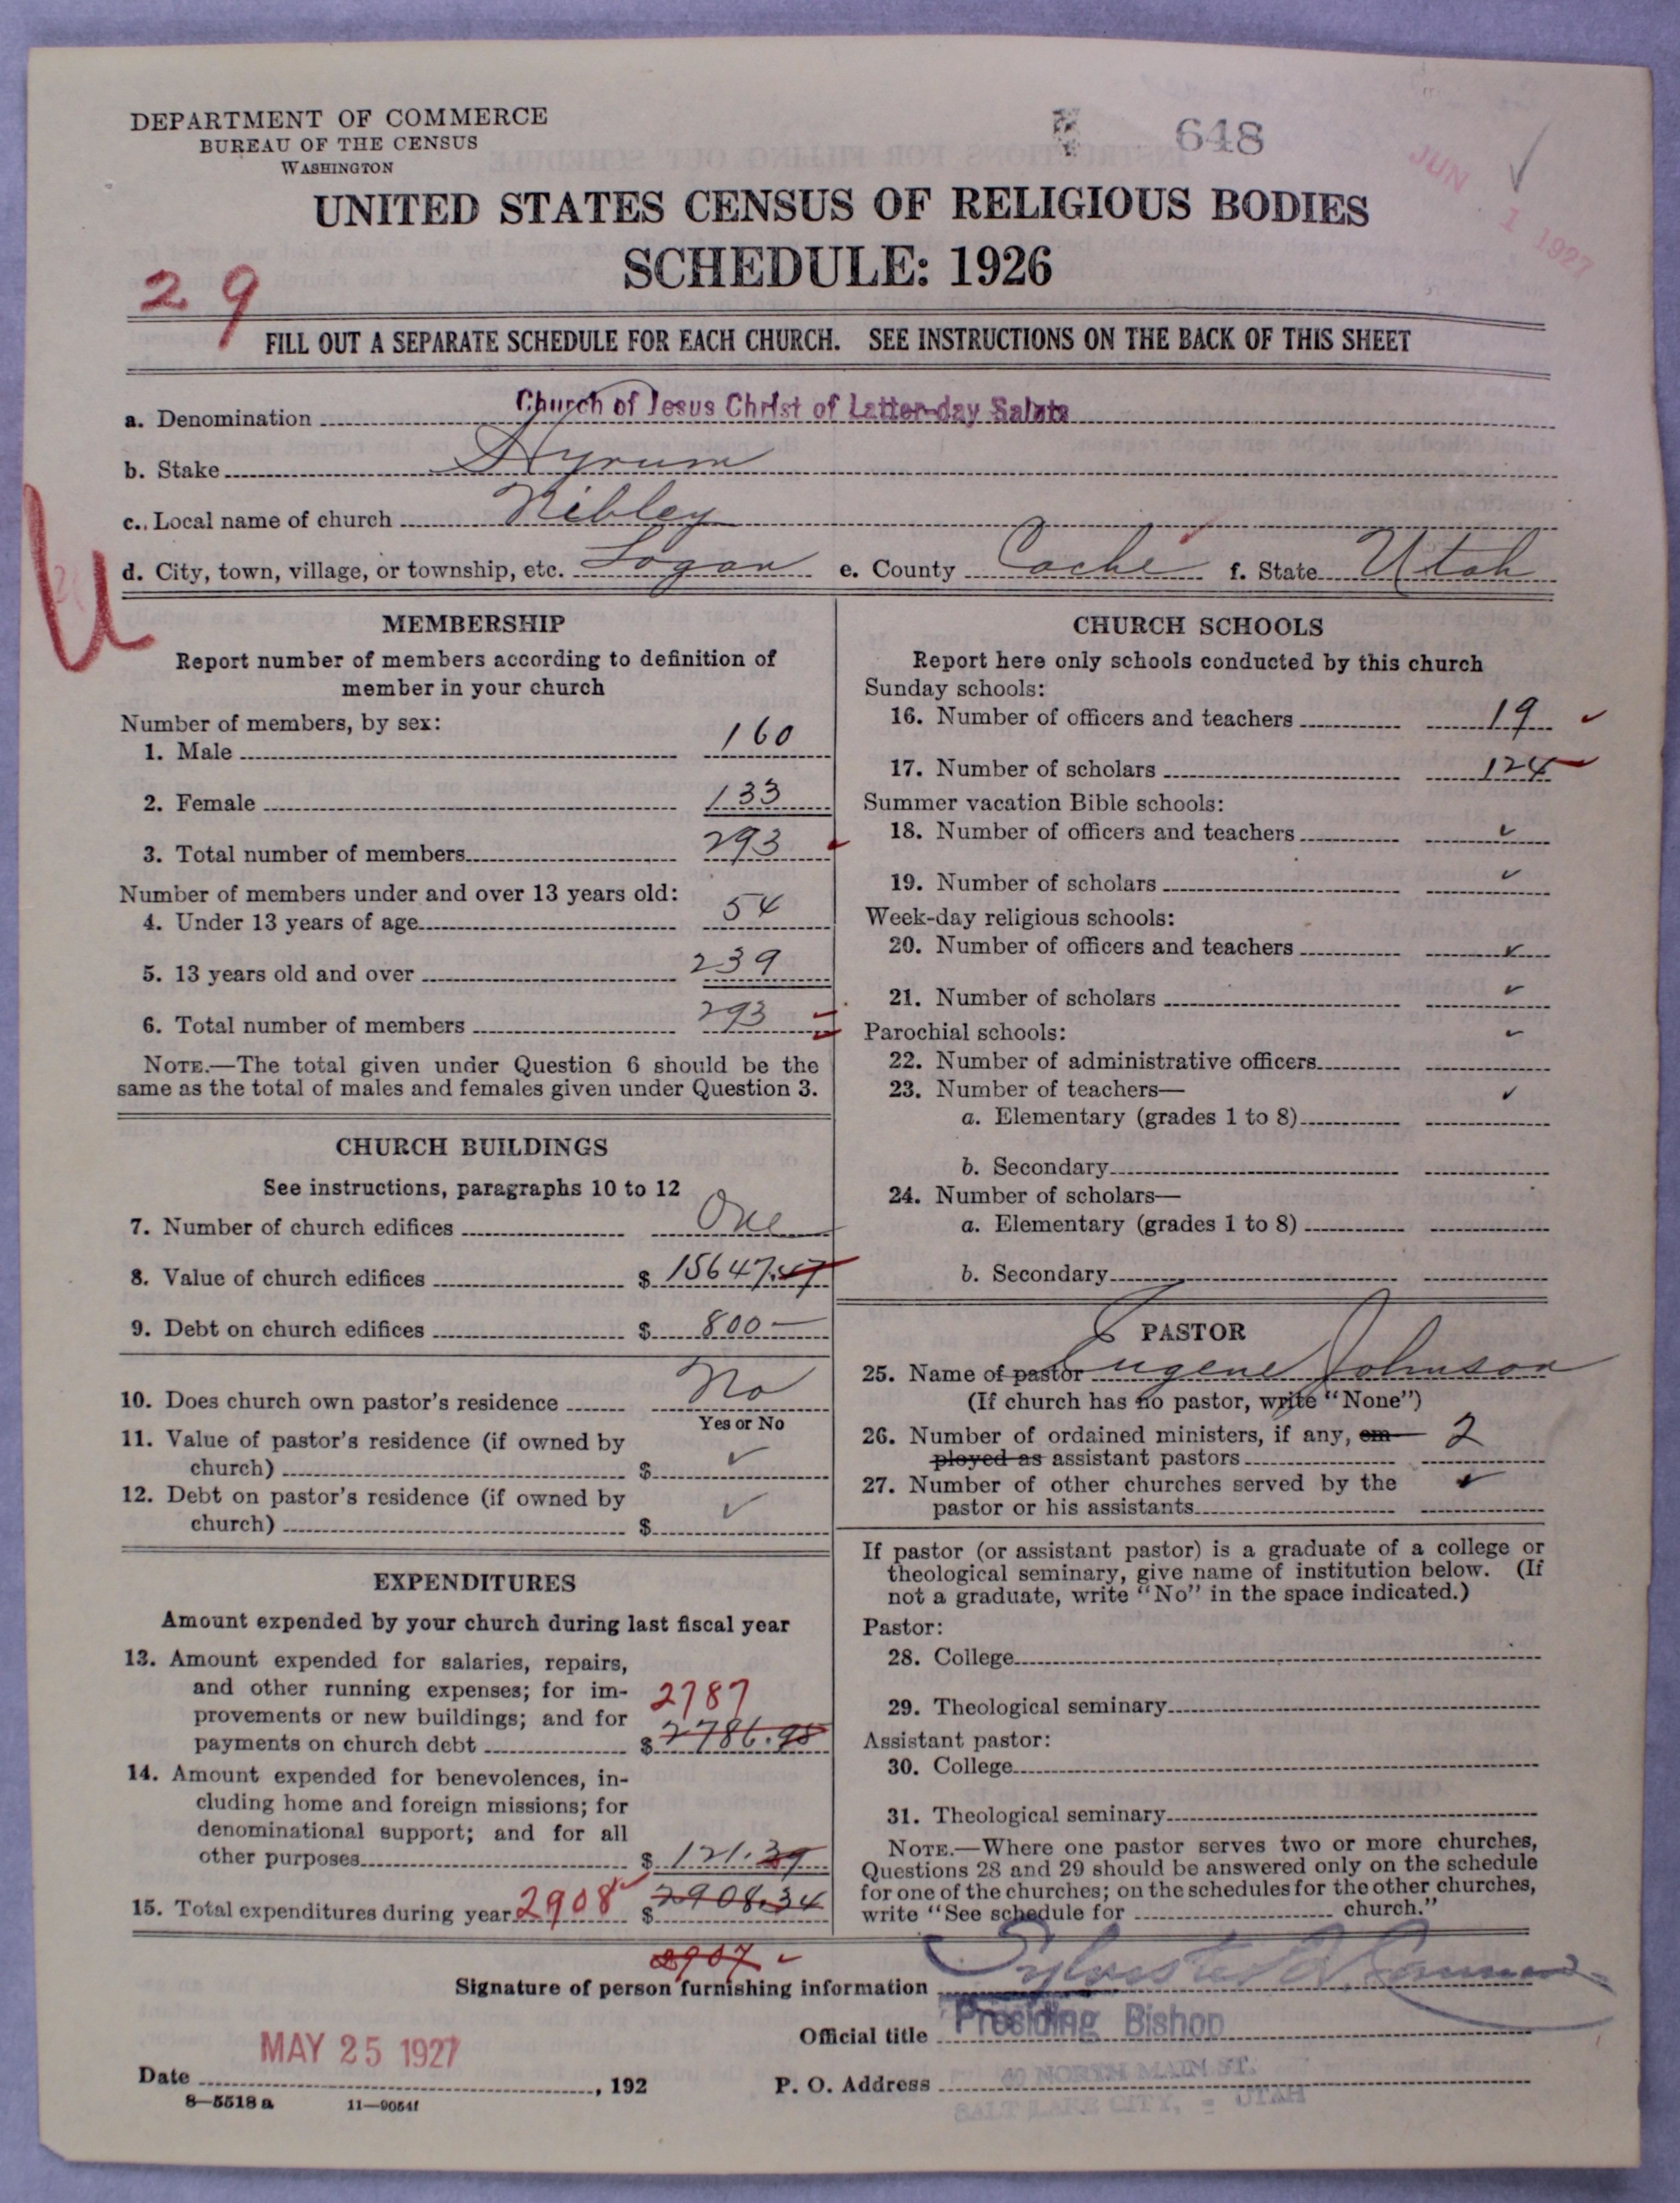 DEPARTMENT OF COMMERCE
BUREAU OF THE CENSUS
WASHINGTON
648
JUN 1 1927
UNITED STATES CENSUS OF RELIGIOUS BODIES
SCHEDULE: 1926
29
FILL OUT A SEPARATE SCHEDULE FOR EACH CHURCH. SEE INSTRUCTIONS ON THE BACK OF THIS SHEET
a. Denomination Church of Jesus Christ of Latter-day Saints
b. Stake Hyrum
c. Local name of church Nibley
d. City, town, village, or township, etc. Logan e. County Cache f. State Utah
U
MEMBERSHIP
Report number of members according to definition of
member in your church
Number of members, by sex:
1. Male 160
2. Female 133
3. Total number of members 293
Number of members under and over 13 years old:
4. Under 13 years of age 54
5. 13 years old and over 239
6. Total number of members 293
NOTE.—The total given under Question 6 should be the
same as the total of males and females given under Question 3.
CHURCH BUILDINGS
See instructions, paragraphs 10 to 12
7. Number of church edifices One
8. Value of church edifices $ 15647.47
9. Debt on church edifices $ 800 —
10. Does church own pastor's residence No
Yes or No
11. Value of pastor's residence (if owned by
church) $ ✓
12. Debt on pastor's residence (if owned by
church) $ ✓
EXPENDITURES
Amount expended by your church during last fiscal year
13. Amount expended for salaries, repairs,
and other running expenses; for im-
provements or new buildings; and for 2787
payments on church debt $ 2786.95
14. Amount expended for benevolences, in-
cluding home and foreign missions; for
denominational support; and for all
other purposes $ 121.39
15. Total expenditures during year 2908 $ 2908.34
2907
CHURCH SCHOOLS
Report here only schools conducted by this church
Sunday schools:
16. Number of officers and teachers 19
17. Number of scholars 124
Summer vacation Bible schools:
18. Number of officers and teachers ✓
19. Number of scholars ✓
Week-day religious schools:
20. Number of officers and teachers ✓
21. Number of scholars ✓
Parochial schools: ✓
22. Number of administrative officers
23. Number of teachers— ✓
a. Elementary (grades 1 to 8)
b. Secondary
24. Number of scholars—
a. Elementary (grades 1 to 8)
b. Secondary
PASTOR
25. Name of pastor Eugene Johnson
(If church has no pastor, write "None")
26. Number of ordained ministers, if any, em- 2
ployed as assistant pastors
27. Number of other churches served by the ✓
pastor or his assistants
If pastor (or assistant pastor) is a graduate of a college or
theological seminary, give name of institution below. (If
not a graduate, write "No" in the space indicated.)
Pastor:
28. College
29. Theological seminary
Assistant pastor:
30. College
31. Theological seminary
NOTE.—Where one pastor serves two or more churches,
Questions 28 and 29 should be answered only on the schedule
for one of the churches; on the schedules for the other churches,
write "See schedule for church."
Signature of person furnishing information Sylvester Q. Cannon
Official title Presiding Bishop
Date MAY 25 1927, 192
P. O. Address 40 NORTH MAIN ST.
SALT LAKE CITY, - UTAH
8—5518a 11—9054f